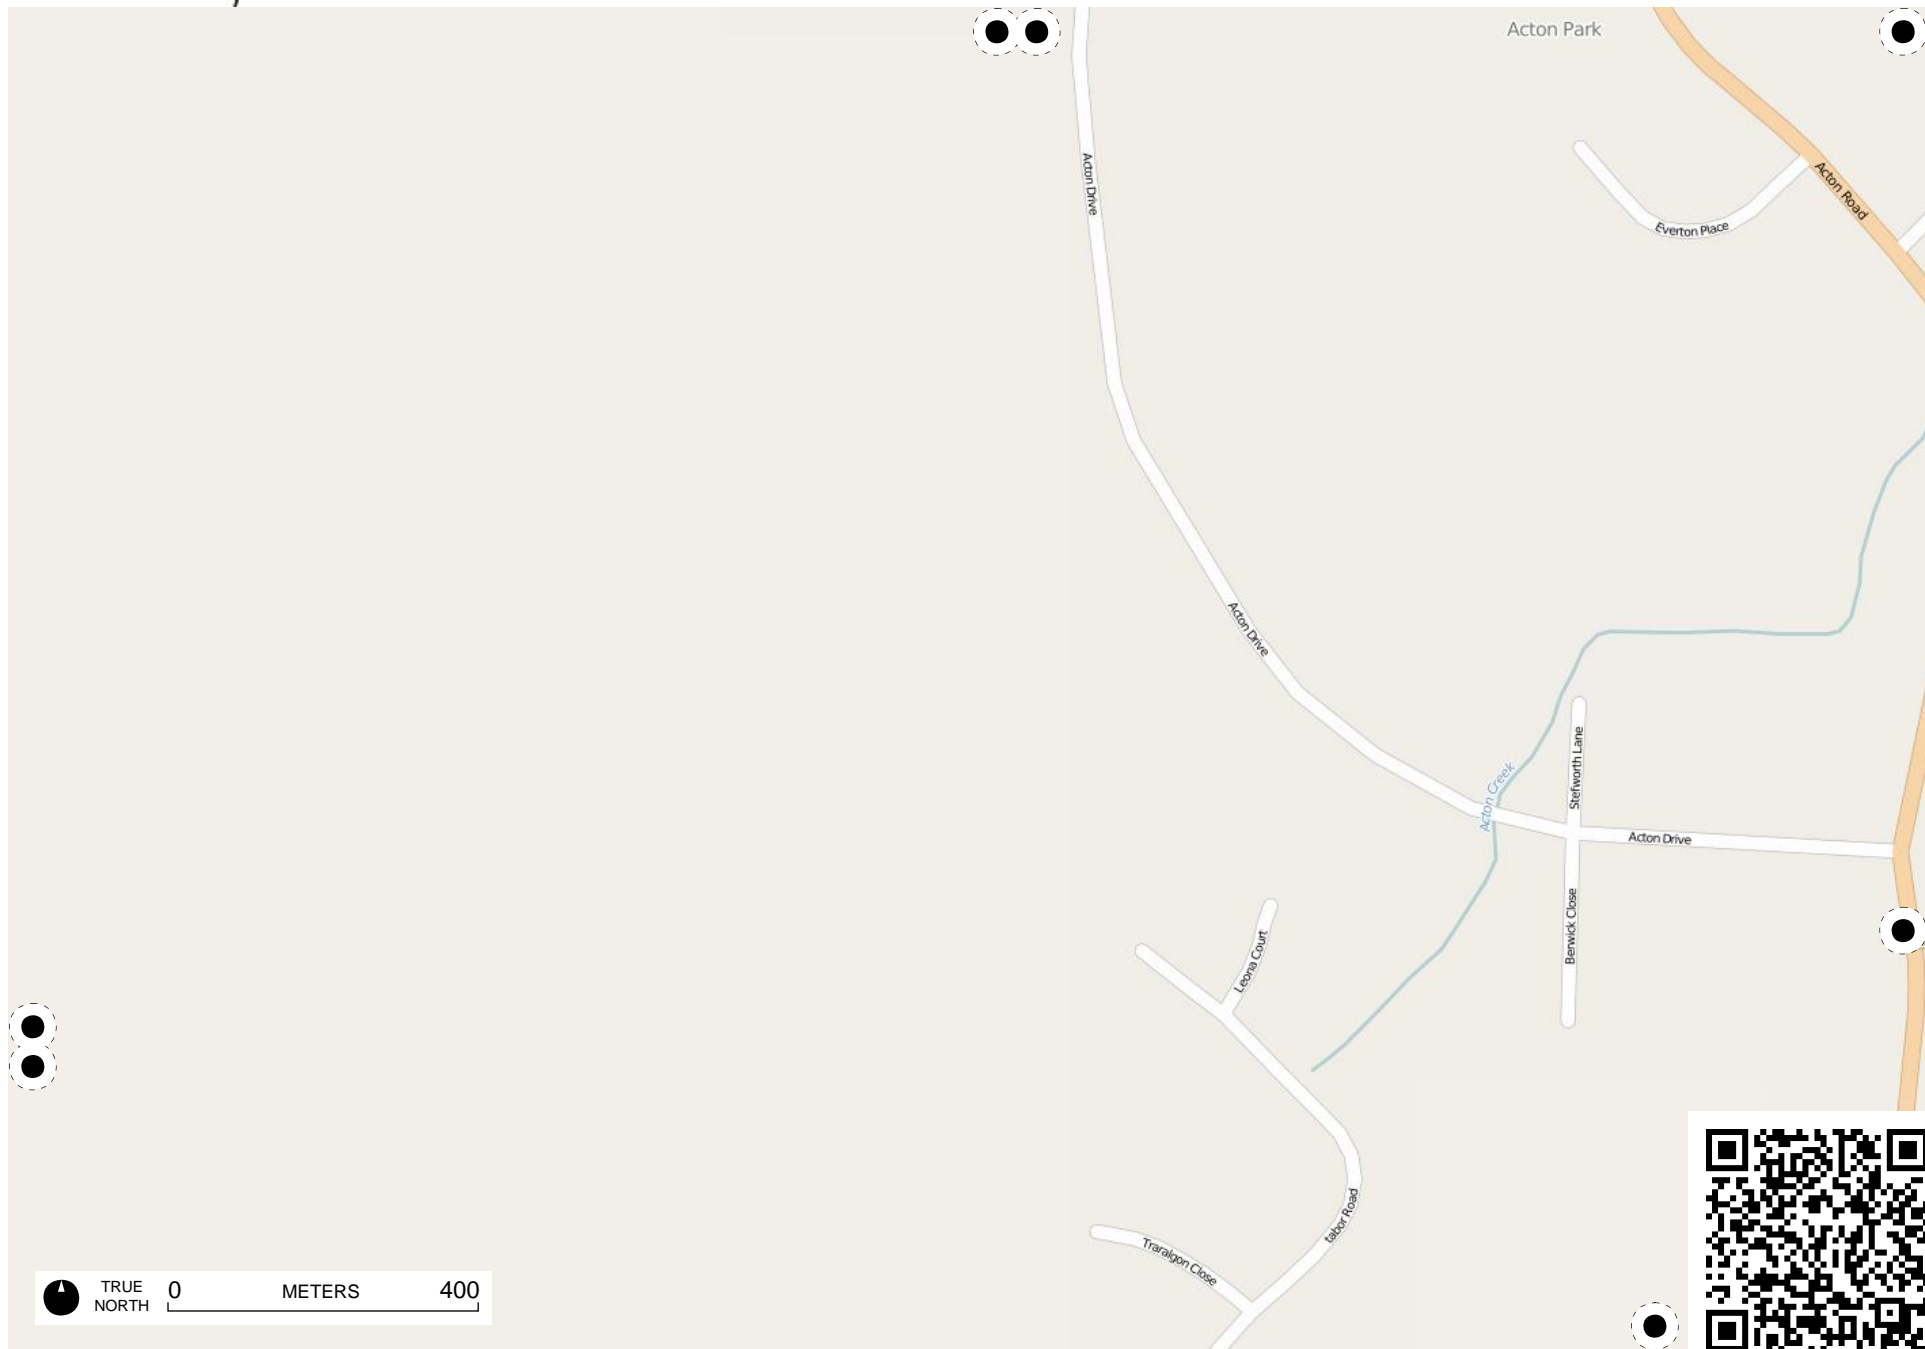 Acton Park
Acton Drive
Acton Road
Everton Place
Acton Drive
Stefworth Lane
Acton Creek
Acton Drive
Berwick Close
Leona Court
tabor Road
Traralgon Close
TRUE NORTH
0 METERS 400